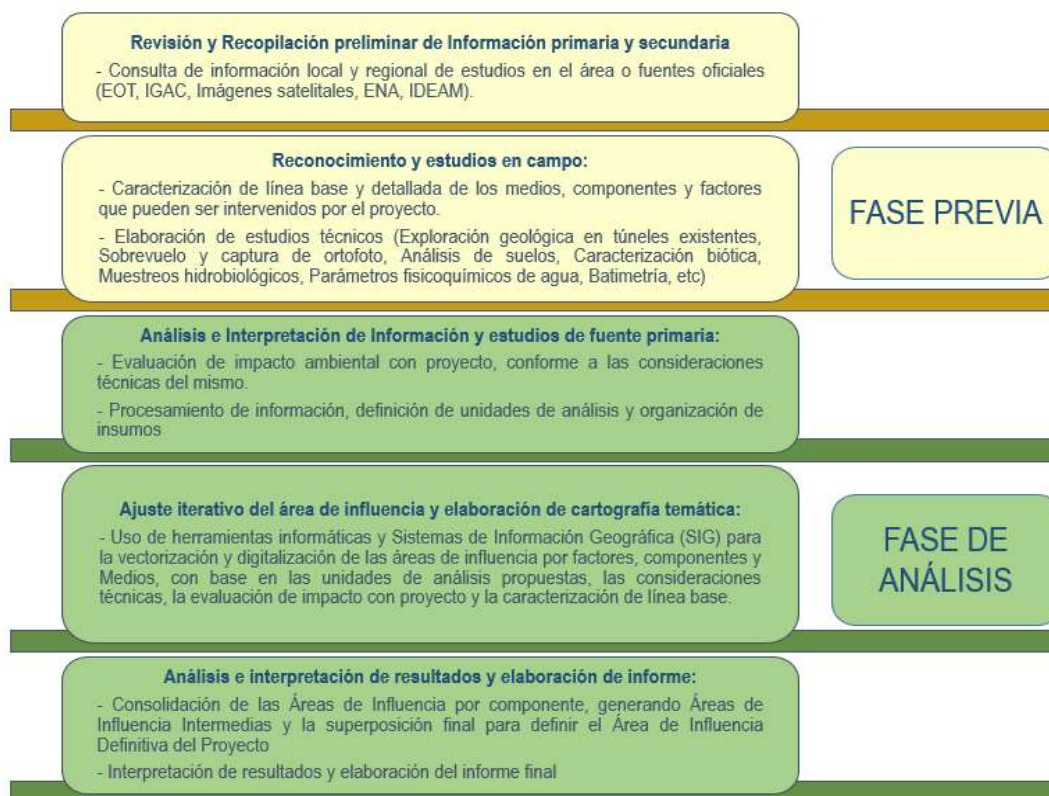 Revisión y Recopilación preliminar de Información primaria y secundaria
- Consulta de información local y regional de estudios en el área o fuentes oficiales
(EOT, IGAC, Imágenes satelitales, ENA, IDEAM).
Reconocimiento y estudios en campo:
- Caracterización de línea base y detallada de los medios, componentes y factores
que pueden ser intervenidos por el proyecto.
- Elaboración de estudios técnicos (Exploración geológica en túneles existentes,
Sobrevuelo y captura de ortofoto, Análisis de suelos, Caracterización biótica,
Muestreos hidrobiológicos, Parámetros fisicoquímicos de agua, Batimetría, etc)
FASE PREVIA
Análisis e Interpretación de Información y estudios de fuente primaria:
- Evaluación de impacto ambiental con proyecto, conforme a las consideraciones
técnicas del mismo.
- Procesamiento de información, definición de unidades de análisis y organización de
insumos
Ajuste iterativo del área de influencia y elaboración de cartografía temática:
- Uso de herramientas informáticas y Sistemas de Información Geográfica (SIG) para
la vectorización y digitalización de las áreas de influencia por factores, componentes y
Medios, con base en las unidades de análisis propuestas, las consideraciones
técnicas, la evaluación de impacto con proyecto y la caracterización de línea base.
FASE DE
ANÁLISIS
Análisis e interpretación de resultados y elaboración de informe:
- Consolidación de las Áreas de Influencia por componente, generando Áreas de
Influencia Intermedias y la superposición final para definir el Área de Influencia
Definitiva del Proyecto
- Interpretación de resultados y elaboración del informe final